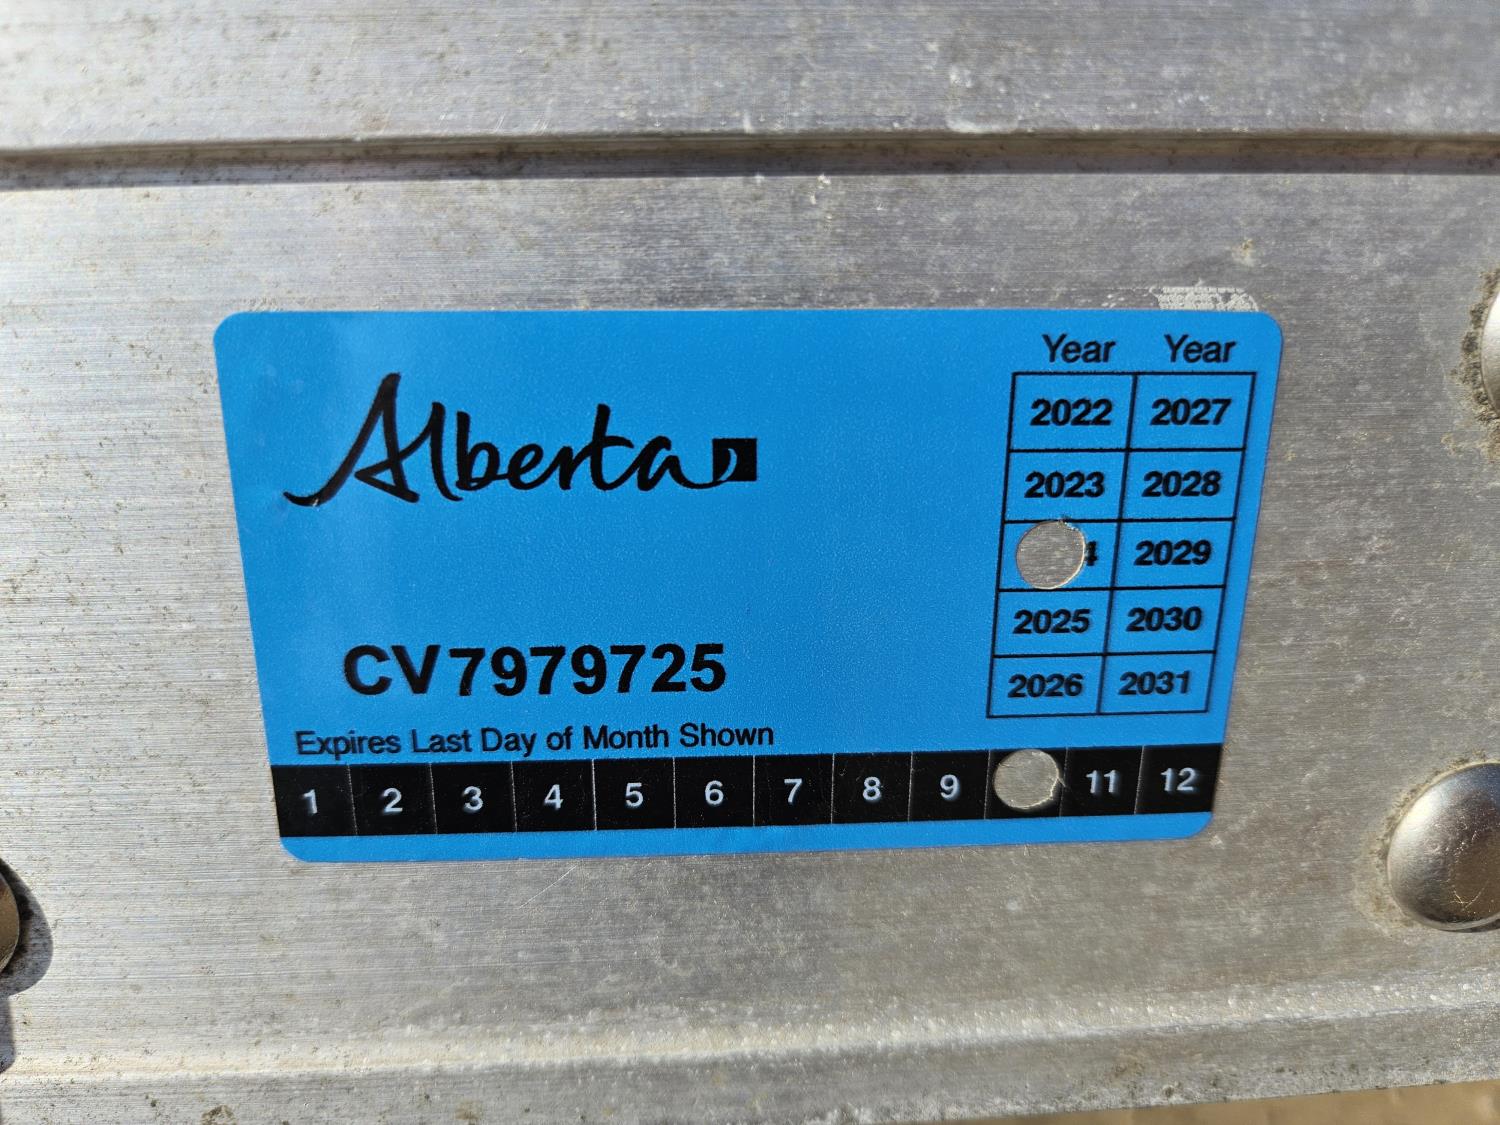 Alberta
Year Year
2022 2027
2023 2028
4 2029
2025 2030
2026 2031
CV7979725
Expires Last Day of Month Shown
1 2 3 4 5 6 7 8 9 11 12